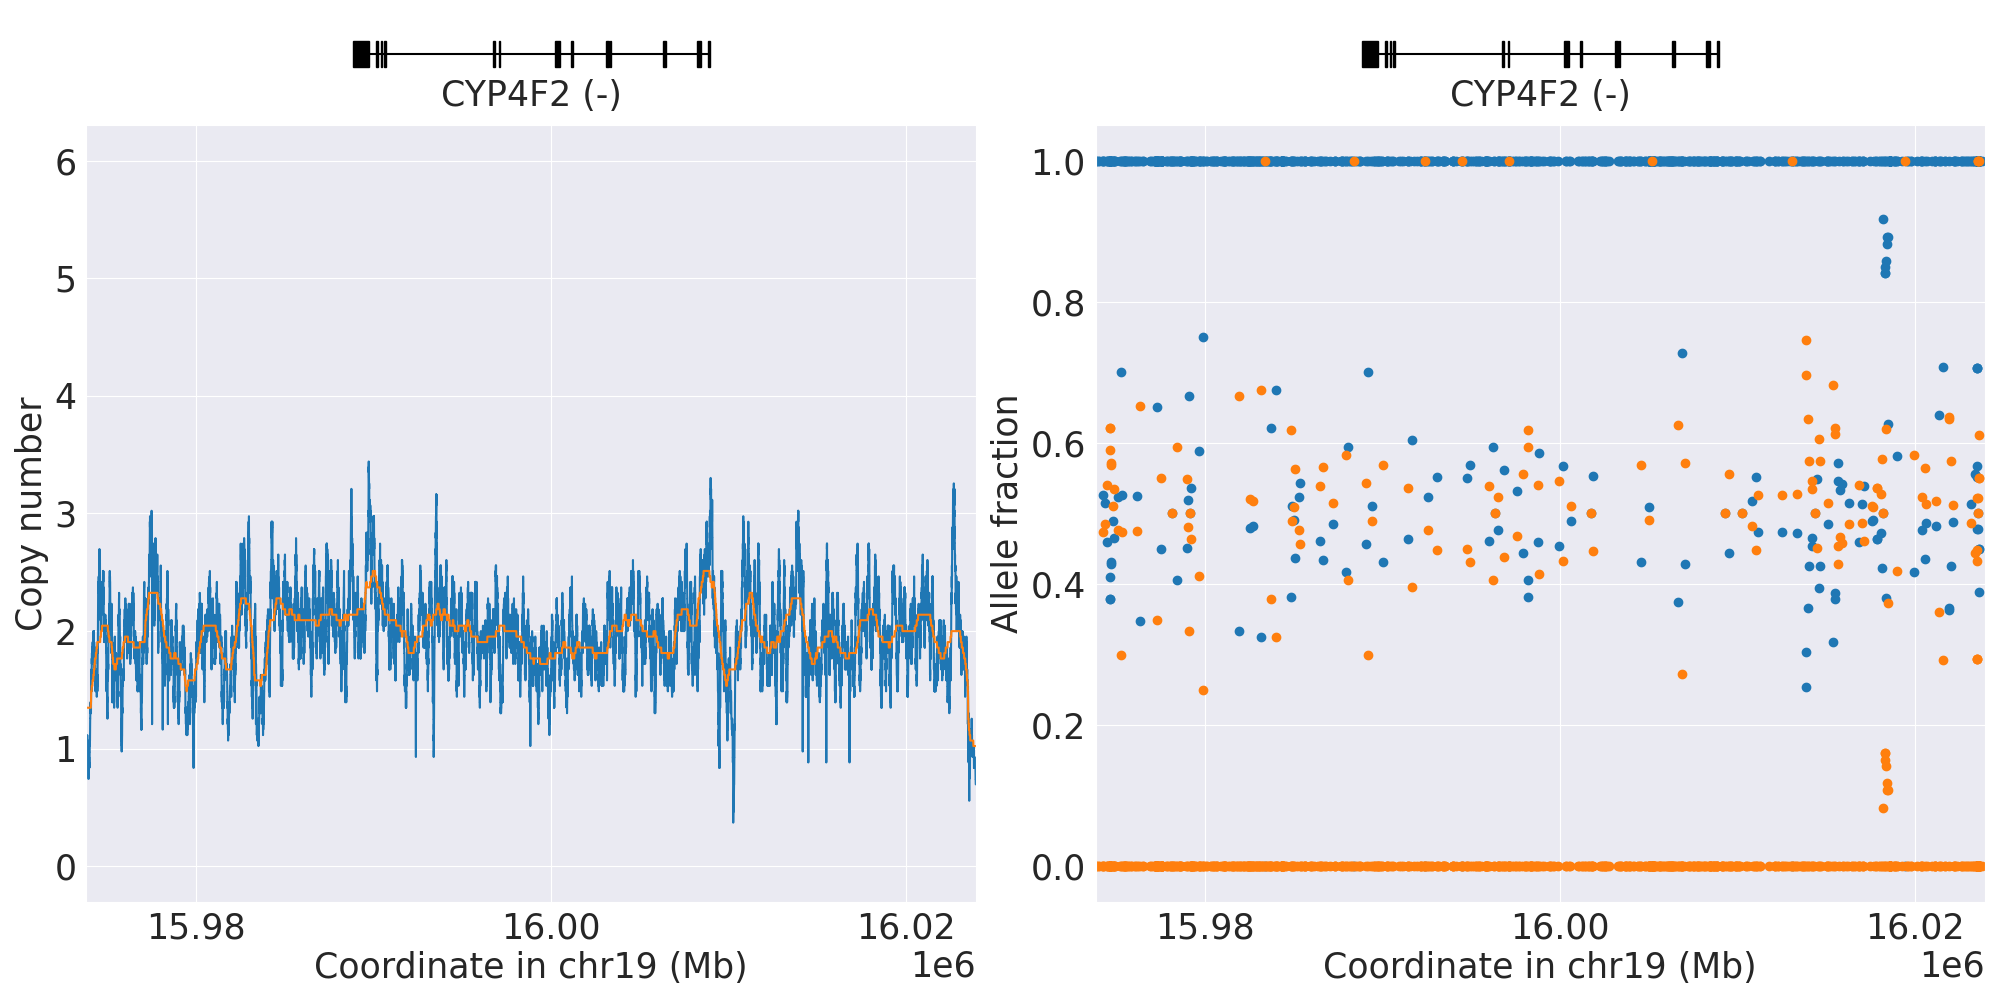 CYP4F2 (-)
Copy number
6
5
4
3
2
1
0
15.98
16.00
16.02
Coordinate in chr19 (Mb)
1e6
CYP4F2 (-)
Allele fraction
1.0
0.8
0.6
0.4
0.2
0.0
15.98
16.00
16.02
Coordinate in chr19 (Mb)
1e6